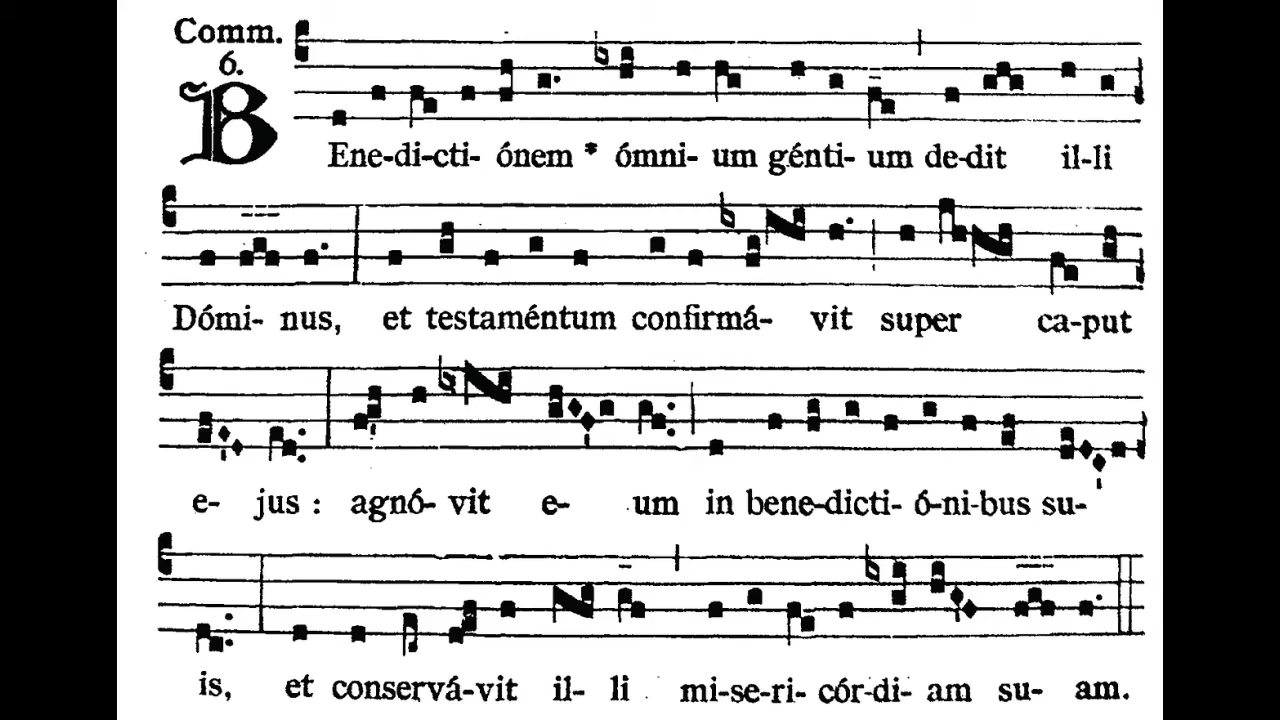 Comm.
6.
BEne-di-cti- ónem * ómni- um génti- um de-dit il-li
Dómi- nus, et testaméntum confirmá- vit super ca-put
e- jus : agnó- vit e- um in bene-dicti- ó-ni-bus su-
is, et conservá-vit il- li mi-se-ri- cór-di- am su- am.